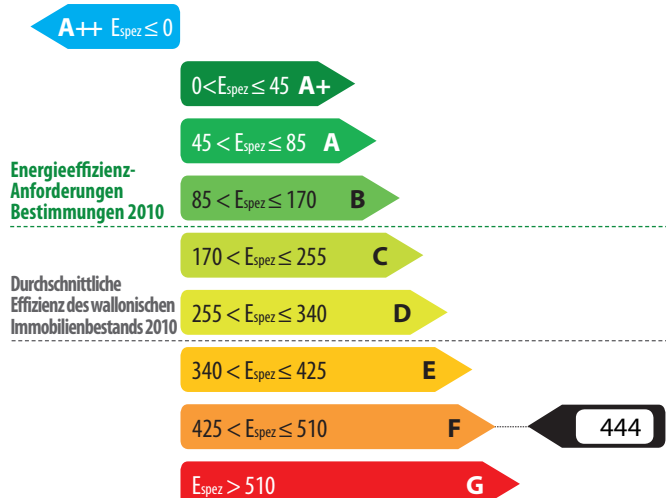 A++ Espez ≤ 0
0<Espez ≤ 45 A+
45 < Espez ≤ 85 A
Energieeffizienz-
Anforderungen
Bestimmungen 2010
85 < Espez ≤ 170 B
170 < Espez ≤ 255 C
Durchschnittliche
Effizienz des wallonischen
Immobilienbestands 2010
255 < Espez ≤ 340 D
340 < Espez ≤ 425 E
425 < Espez ≤ 510 F 444
Espez > 510 G